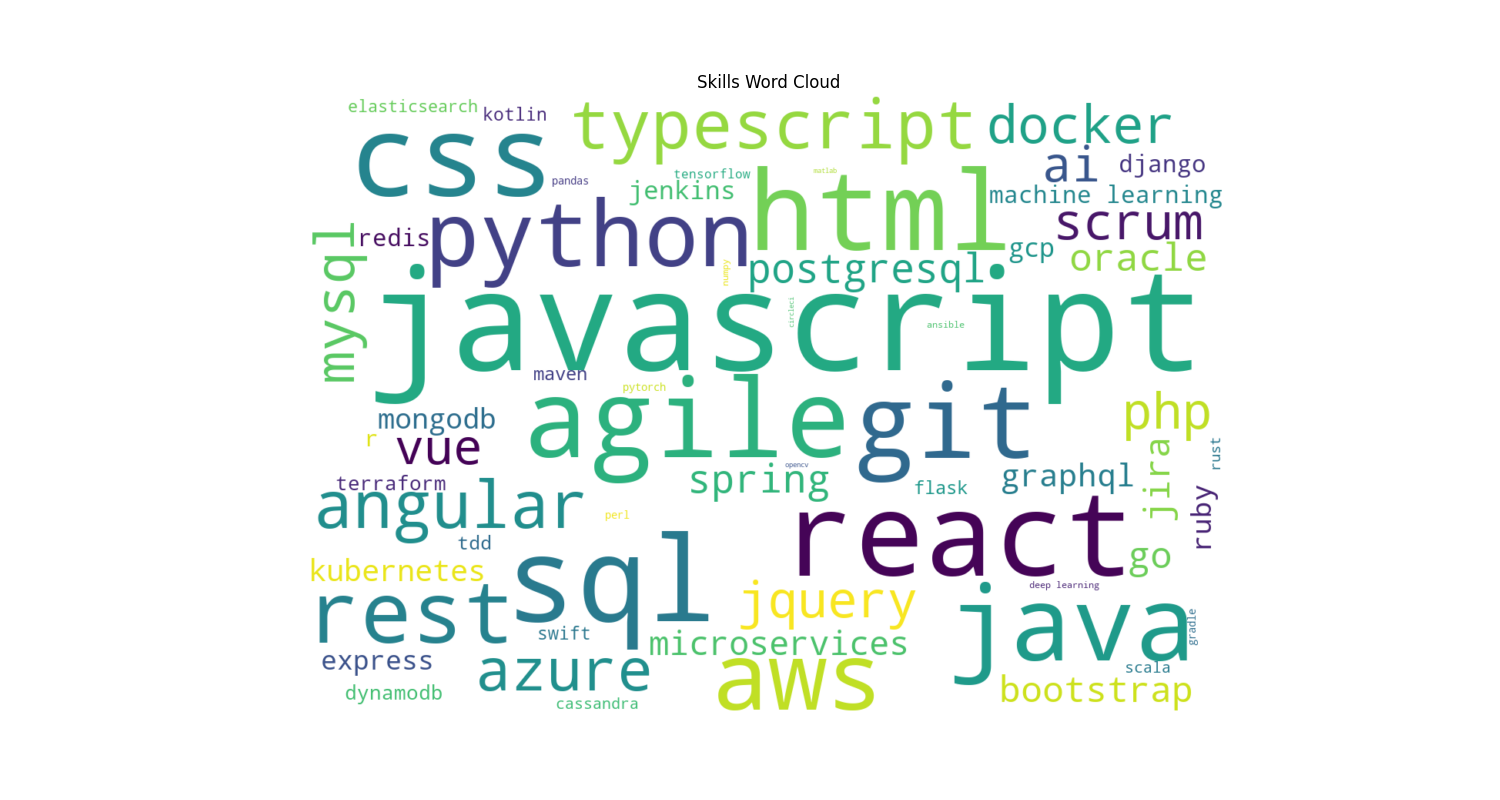 Skills Word Cloud
elasticsearch
kotlin
typescript
docker
css
ai
django
pandas
tensorflow
matlab
jenkins
html
machine learning
python
scrum
redis
gcp
oracle
mysql
postgresql
numpy
javascript
circleci
ansible
maven
pytorch
agile
git
php
mongodb
r
vue
jira
rust
opencv
spring
graphql
flask
terraform
angular
ruby
perl
react
tdd
go
sql
kubernetes
deep learning
rest
jquery
java
gradle
swift
microservices
express
azure
aws
scala
dynamodb
bootstrap
cassandra